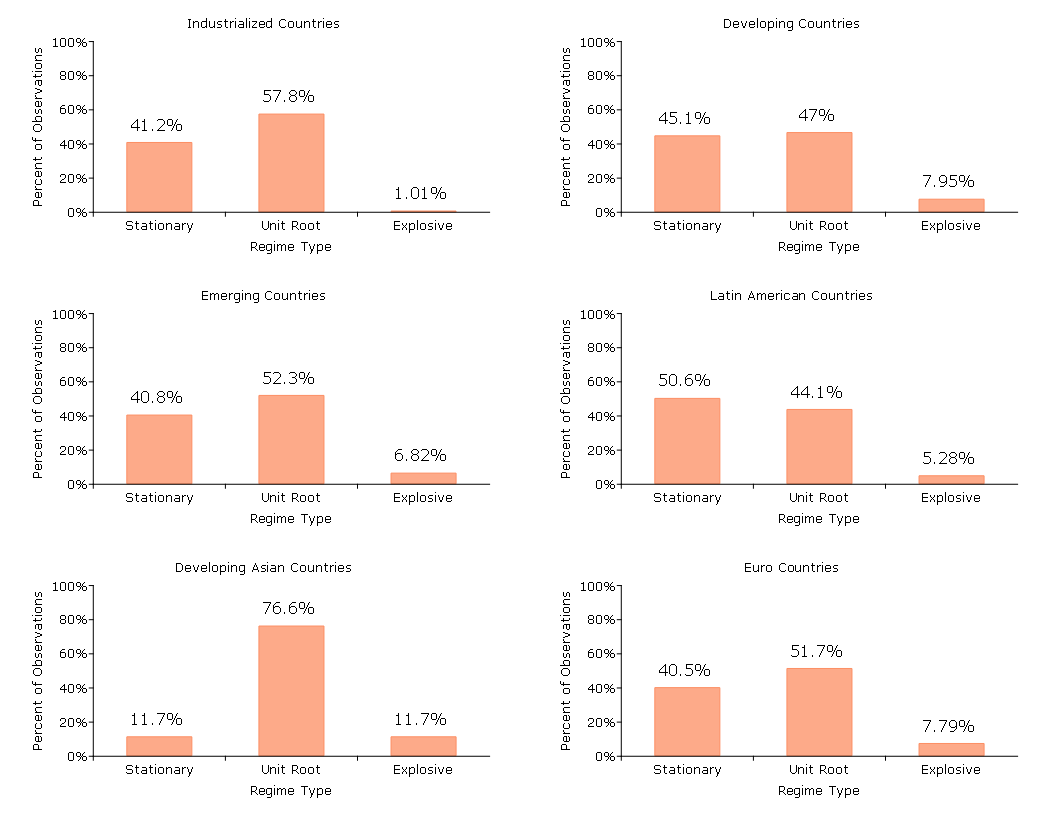 Industrialized Countries
100%
80%
60%
40%
20%
0%
Percent of Observations
41.2%
57.8%
1.01%
Stationary
Unit Root
Explosive
Regime Type
Developing Countries
100%
80%
60%
40%
20%
0%
Percent of Observations
45.1%
47%
7.95%
Stationary
Unit Root
Explosive
Regime Type
Emerging Countries
100%
80%
60%
40%
20%
0%
Percent of Observations
40.8%
52.3%
6.82%
Stationary
Unit Root
Explosive
Regime Type
Latin American Countries
100%
80%
60%
40%
20%
0%
Percent of Observations
50.6%
44.1%
5.28%
Stationary
Unit Root
Explosive
Regime Type
Developing Asian Countries
100%
80%
60%
40%
20%
0%
Percent of Observations
11.7%
76.6%
11.7%
Stationary
Unit Root
Explosive
Regime Type
Euro Countries
100%
80%
60%
40%
20%
0%
Percent of Observations
40.5%
51.7%
7.79%
Stationary
Unit Root
Explosive
Regime Type